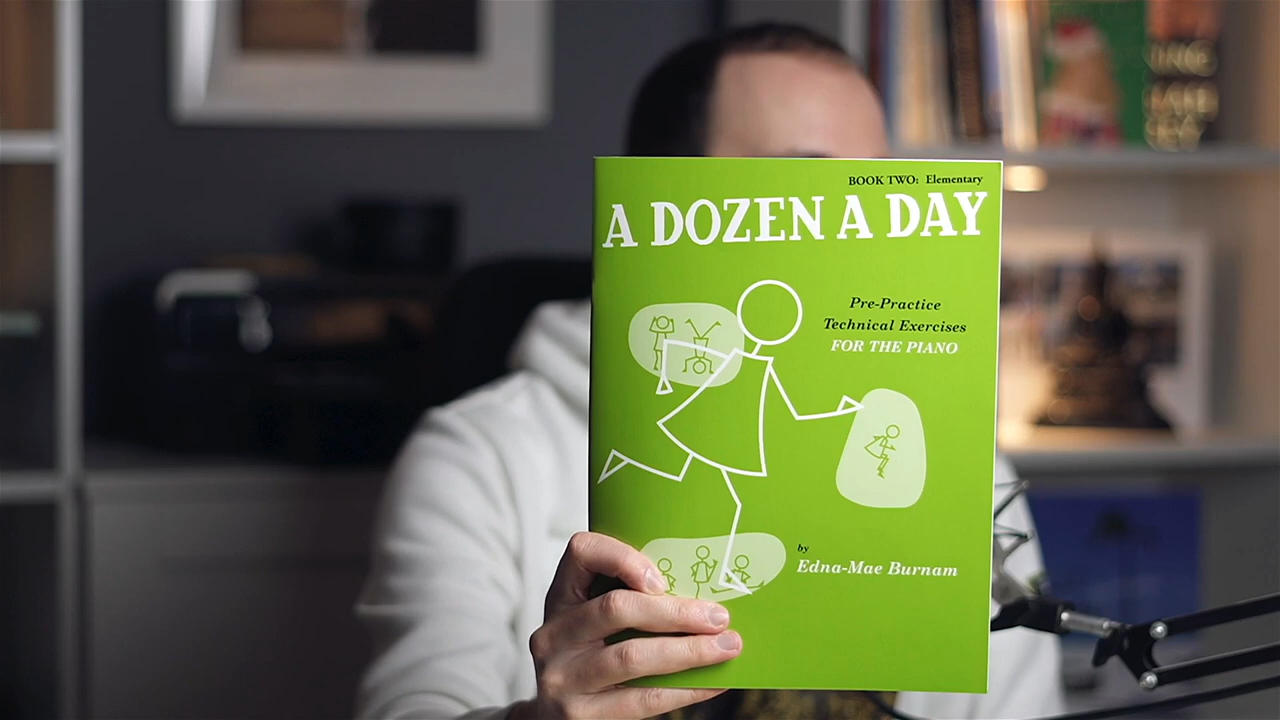 BOOK TWO: Elementary
A DOZEN A DAY
Pre-Practice
Technical Exercises
FOR THE PIANO
by
Edna-Mae Burnam